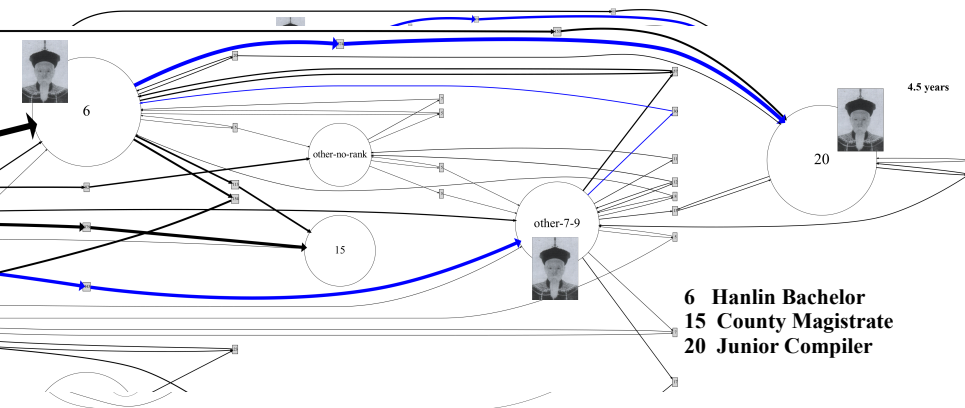 4.5 years
6
other-no-rank
20
other-7-9
15
6 Hanlin Bachelor
15 County Magistrate
20 Junior Compiler